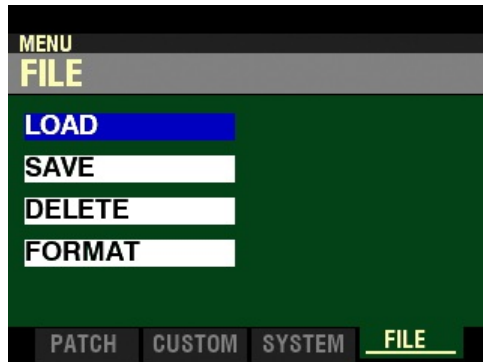 MENU
FILE
LOAD
SAVE
DELETE
FORMAT
PATCH CUSTOM SYSTEM FILE